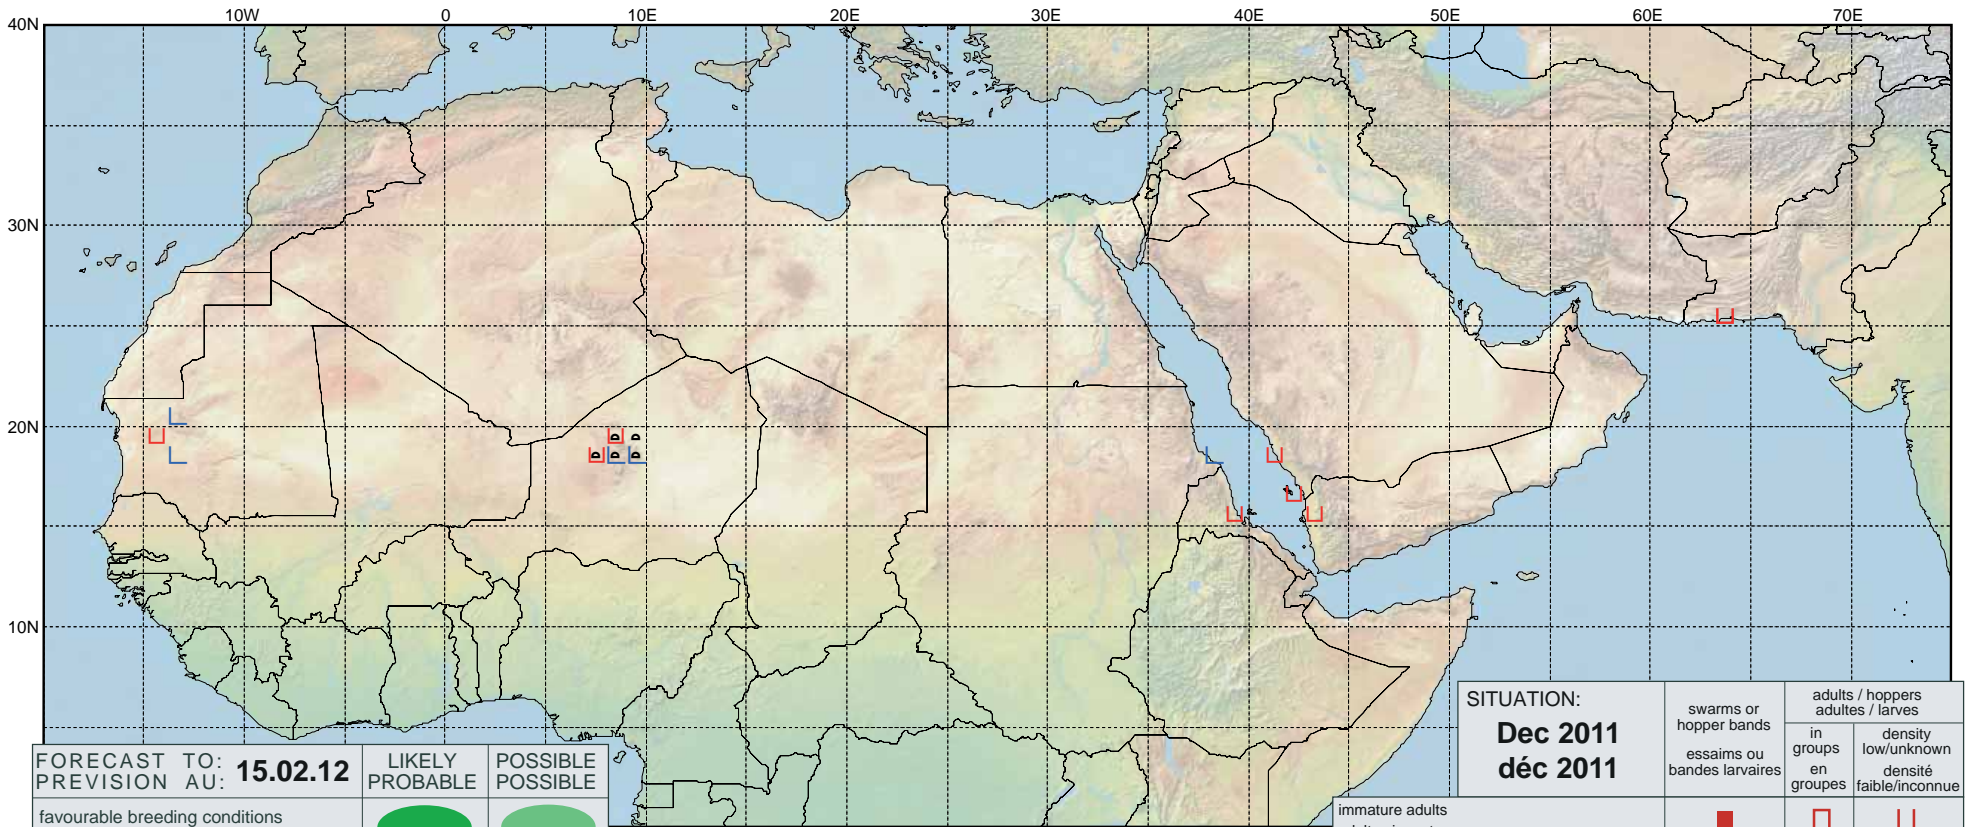 10W 0 10E 20E 30E 40E 50E 60E 70E
40N
30N
20N
10N
D D
D D D
SITUATION:
Dec 2011
déc 2011
swarms or
hopper bands
essaims ou
bandes larvaires
adults / hoppers
adultes / larves
in
groups
en
groupes
density
low/unknown
densité
faible/inconnue
immature adults
FORECAST TO:
PREVISION AU:
15.02.12
LIKELY
PROBABLE
POSSIBLE
POSSIBLE
favourable breeding conditions